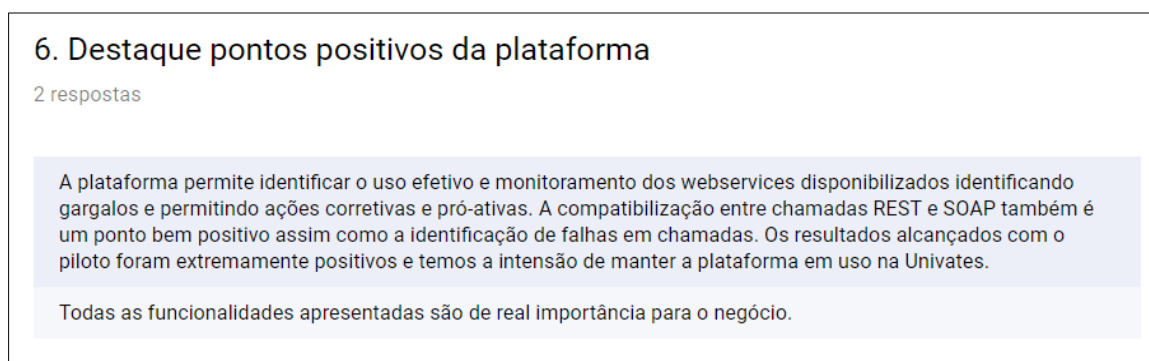 6. Destaque pontos positivos da plataforma
2 respostas
A plataforma permite identificar o uso efetivo e monitoramento dos webservices disponibilizados identificando
gargalos e permitindo ações corretivas e pró-ativas. A compatibilização entre chamadas REST e SOAP também é
um ponto bem positivo assim como a identificação de falhas em chamadas. Os resultados alcançados com o
piloto foram extremamente positivos e temos a intensão de manter a plataforma em uso na Univates.
Todas as funcionalidades apresentadas são de real importância para o negócio.